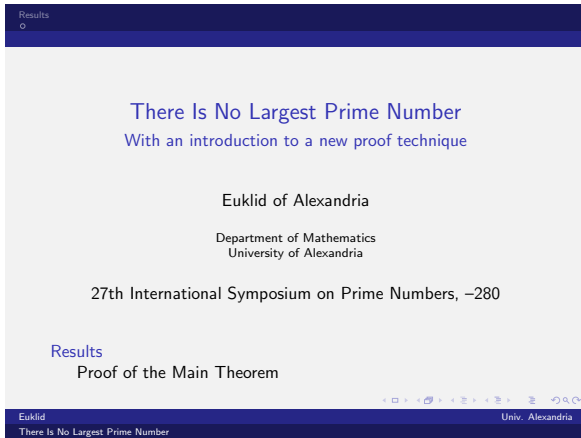 Results
There Is No Largest Prime Number
With an introduction to a new proof technique
Euklid of Alexandria
Department of Mathematics
University of Alexandria
27th International Symposium on Prime Numbers, –280
Results
Proof of the Main Theorem
Euklid Univ. Alexandria
There Is No Largest Prime Number